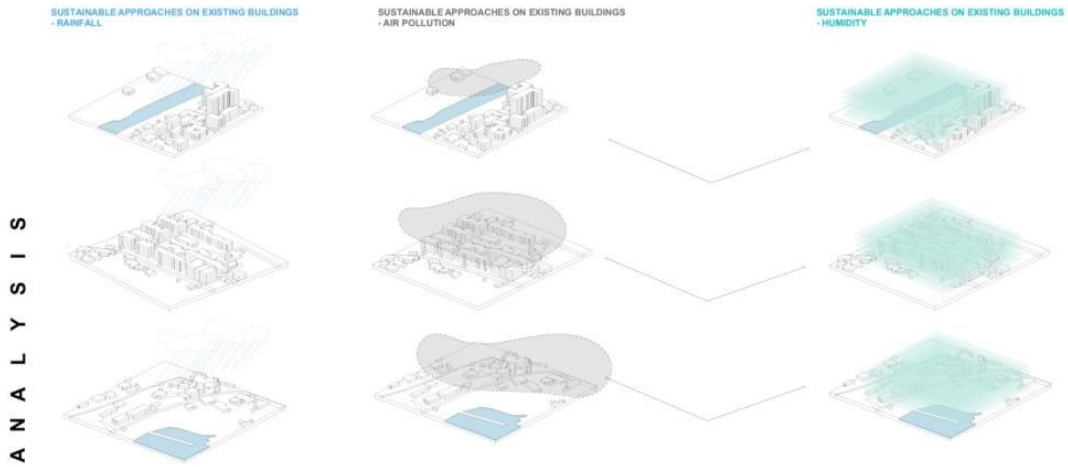 SUSTAINABLE APPROACHES ON EXISTING BUILDINGS
- RAINFALL
SUSTAINABLE APPROACHES ON EXISTING BUILDINGS
- AIR POLLUTION
SUSTAINABLE APPROACHES ON EXISTING BUILDINGS
- HUMIDITY
ANALYSIS